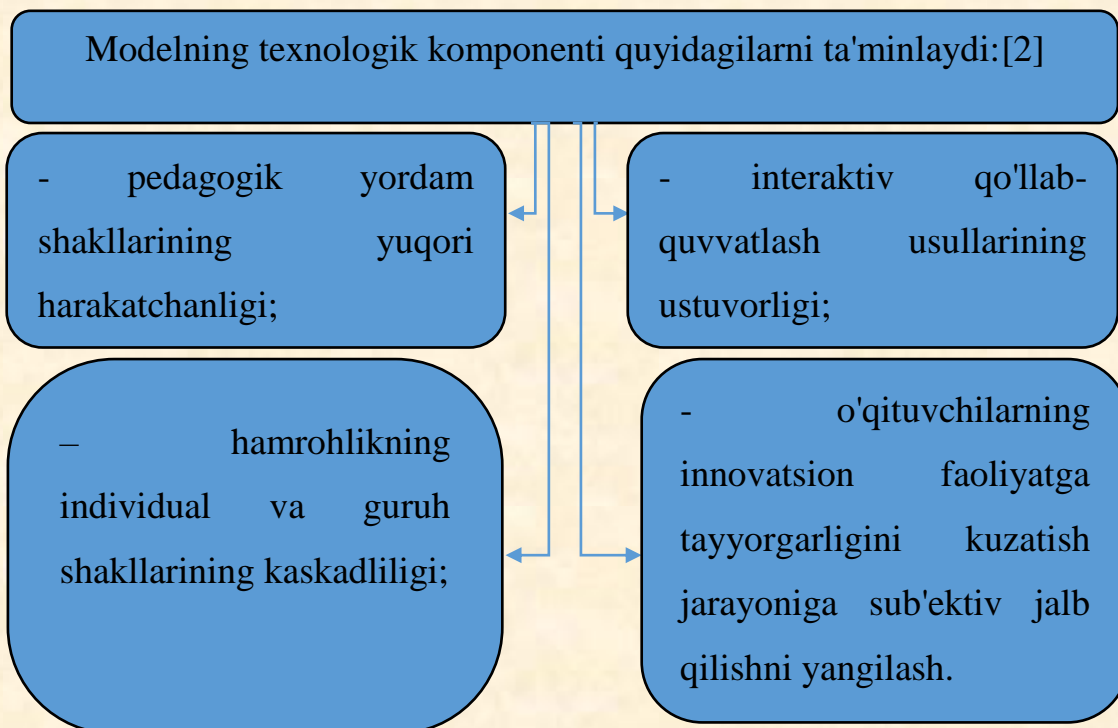 Modelning texnologik komponenti quyidagilarni ta'minlaydi:[2]
- pedagogik yordam
shakllarining yuqori
harakatchanligi;
- interaktiv qo'llab-
quvvatlash usullarining
ustuvorligi;
– hamrohlikning
individual va guruh
shakllarining kaskadliligi;
- o'qituvchilarning
innovatsion faoliyatga
tayyorgarligini kuzatish
jarayoniga sub'ektiv jalb
qilishni yangilash.